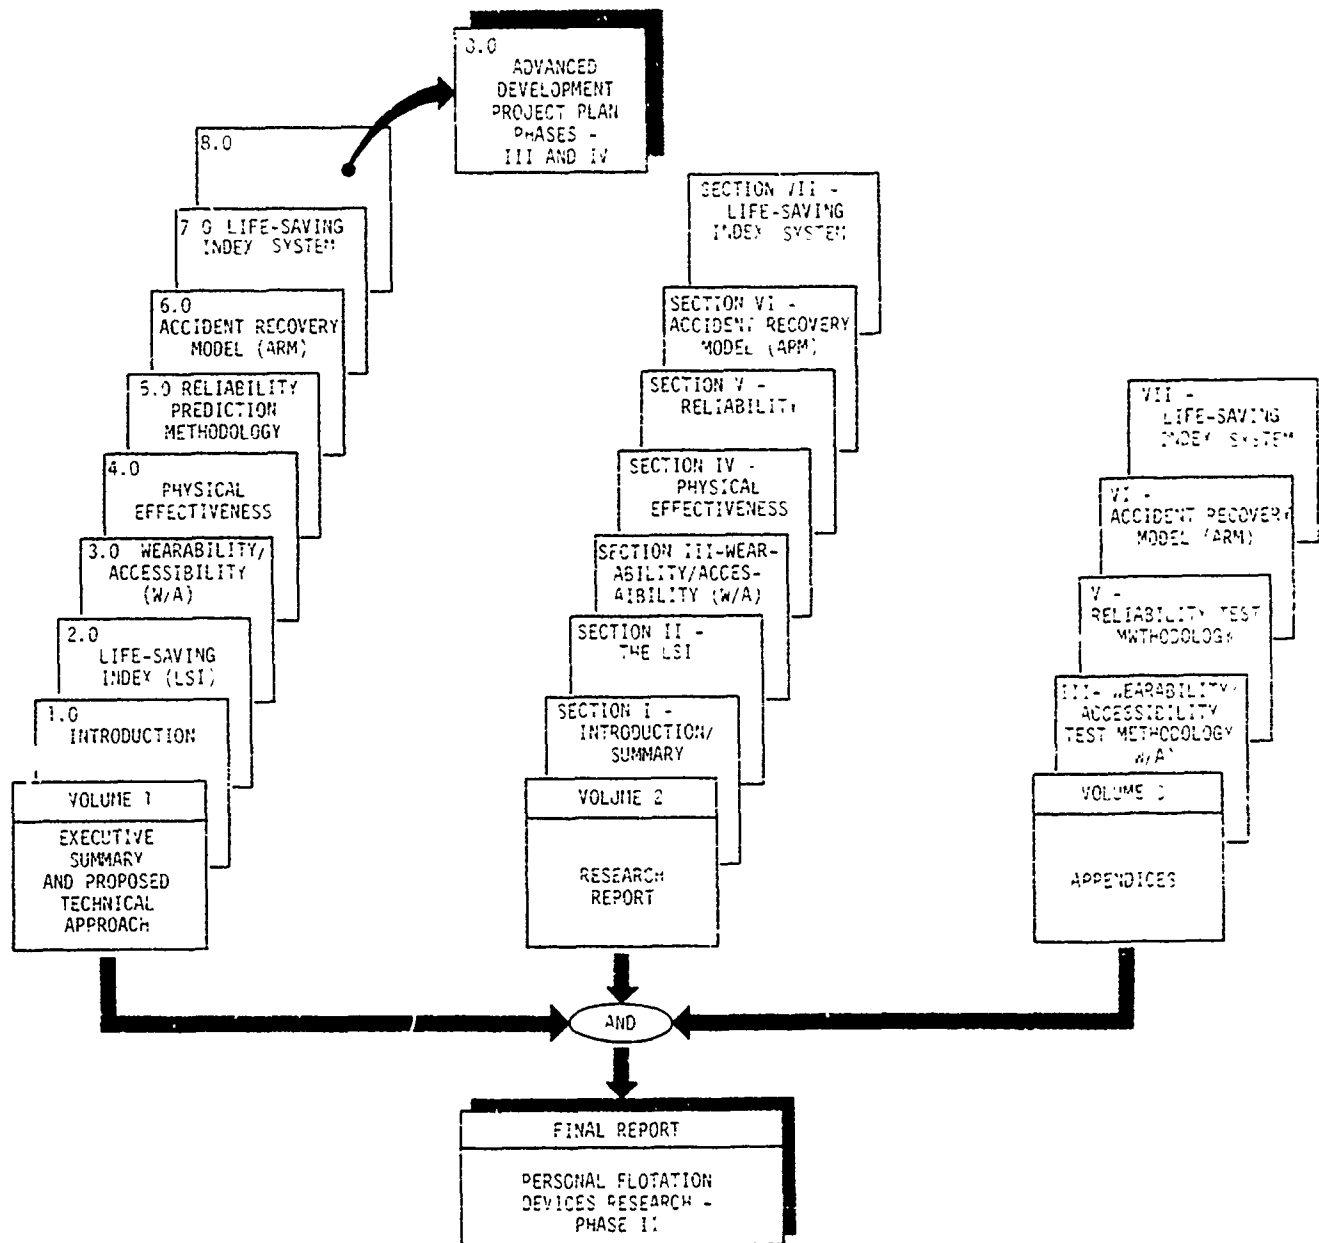 8.0
ADVANCED
DEVELOPMENT
PROJECT PLAN
PHASES -
III AND IV
8.0
7.0 LIFE-SAVING
INDEX SYSTEM
6.0
ACCIDENT RECOVERY
MODEL (ARM)
5.0 RELIABILITY
PREDICTION
METHODOLOGY
4.0
PHYSICAL
EFFECTIVENESS
3.0 WEARABILITY/
ACCESSIBILITY
(W/A)
2.0
LIFE-SAVING
INDEX (LSI)
1.0
INTRODUCTION
VOLUME 1
EXECUTIVE
SUMMARY
AND PROPOSED
TECHNICAL
APPROACH
SECTION VII -
LIFE-SAVING
INDEX SYSTEM
SECTION VI -
ACCIDENT RECOVERY
MODEL (ARM)
SECTION V -
RELIABILITY
SECTION IV -
PHYSICAL
EFFECTIVENESS
SECTION III-WEAR-
ABILITY/ACCES-
AIBILITY (W/A)
SECTION II -
THE LSI
SECTION I -
INTRODUCTION/
SUMMARY
VOLUME 2
RESEARCH
REPORT
VII -
LIFE-SAVING
INDEX SYSTEM
VI -
ACCIDENT RECOVERY
MODEL (ARM)
V -
RELIABILITY TEST
MWTHODOLOGY
III- WEARABILITY/
ACCESSIBILITY
TEST METHODOLOGY
W/A)
VOLUME 3
APPENDICES
AND
FINAL REPORT
PERSONAL FLOTATION
DEVICES RESEARCH -
PHASE II